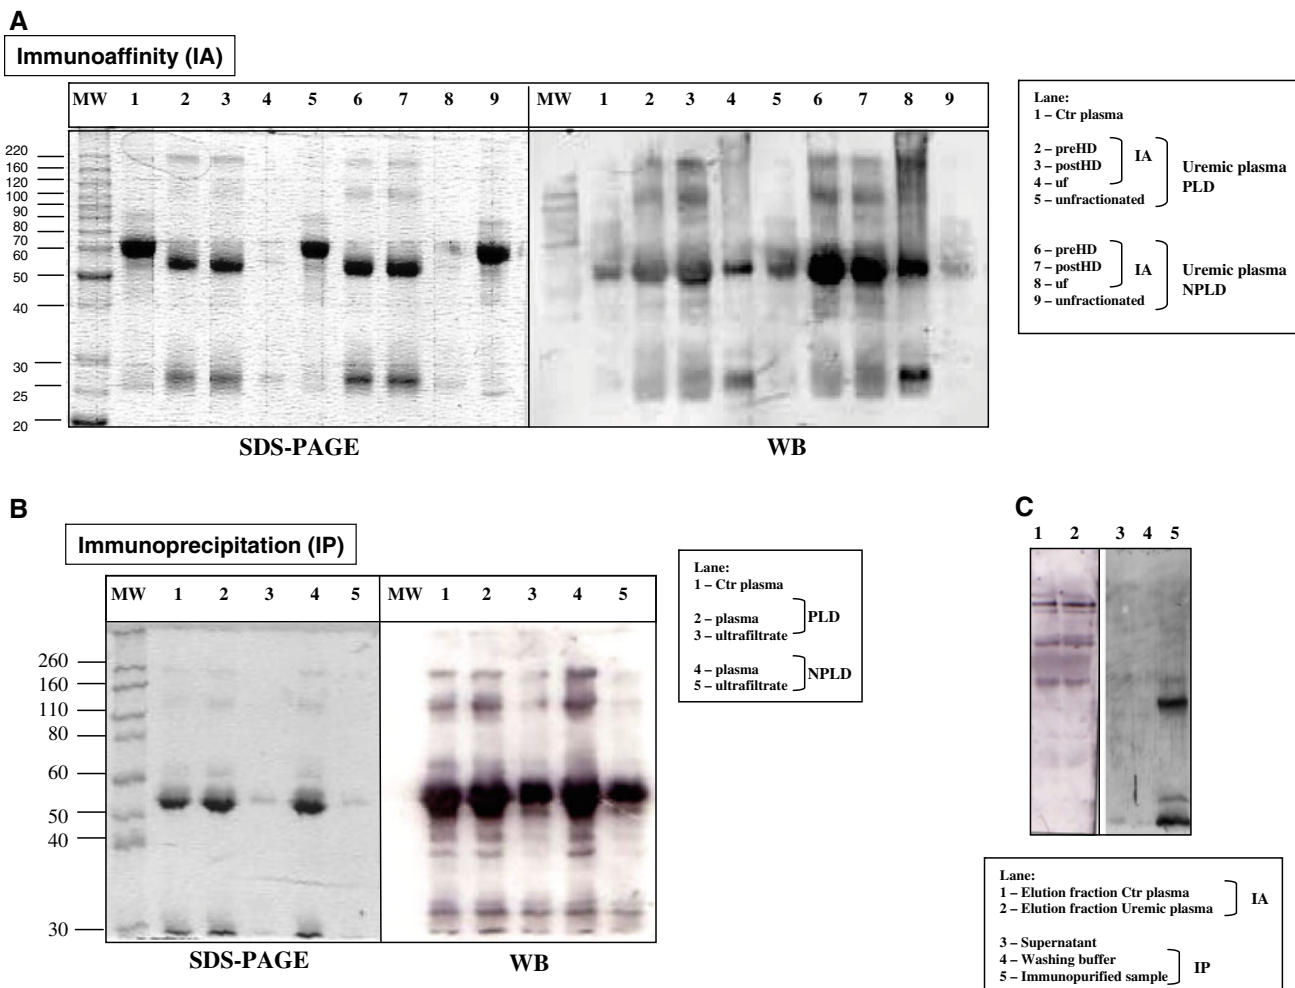 A
Immunoaffinity (IA)
MW 1 2 3 4 5 6 7 8 9 MW 1 2 3 4 5 6 7 8 9
220
160
120
100
90
80
70
60
50
40
30
25
20
SDS-PAGE WB
Lane:
1 – Ctr plasma
2 – preHD
3 – postHD
4 – uf
IA
5 – unfractionated
Uremic plasma
PLD
6 – preHD
7 – postHD
8 – uf
IA
9 – unfractionated
Uremic plasma
NPLD
B
Immunoprecipitation (IP)
MW 1 2 3 4 5 MW 1 2 3 4 5
260
160
110
80
60
50
40
30
SDS-PAGE WB
Lane:
1 – Ctr plasma
2 – plasma
3 – ultrafiltrate
PLD
4 – plasma
5 – ultrafiltrate
NPLD
C
1 2 3 4 5
Lane:
1 – Elution fraction Ctr plasma
2 – Elution fraction Uremic plasma
IA
3 – Supernatant
4 – Washing buffer
5 – Immunopurified sample
IP